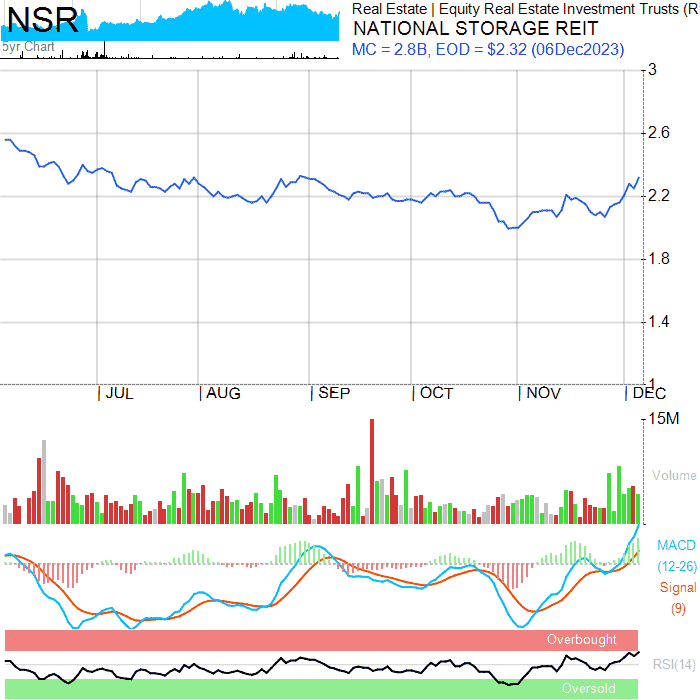 NSR
5yr Chart
Real Estate | Equity Real Estate Investment Trusts (R
NATIONAL STORAGE REIT
MC = 2.8B, EOD = $2.32 (06Dec2023)
3
2.6
2.2
1.8
1.4
1
| JUL | AUG | SEP | OCT | NOV | DEC
15M
Volume
MACD
(12-26)
Signal
(9)
Overbought
RSI(14)
Oversold